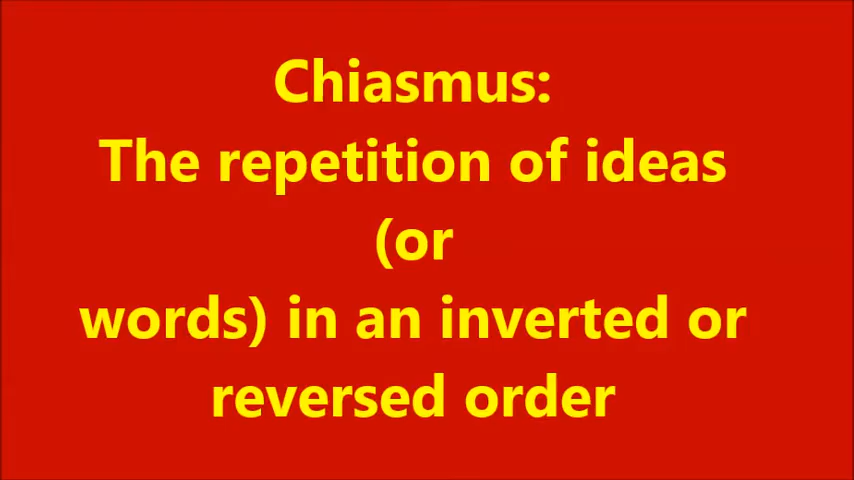 Chiasmus:
The repetition of ideas
(or
words) in an inverted or
reversed order